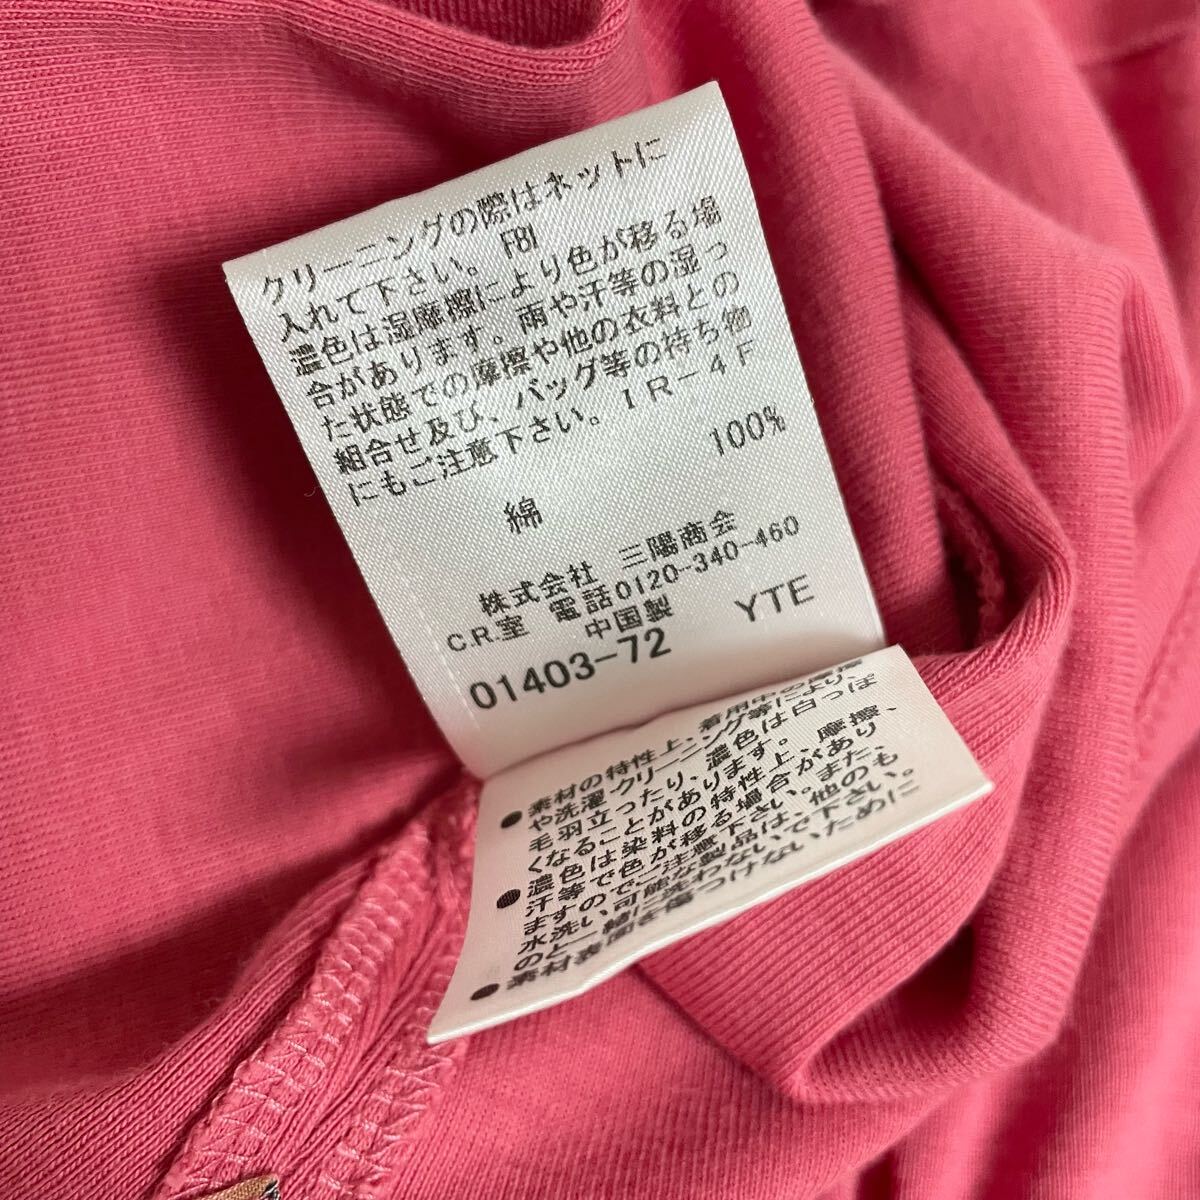 クリーニングの際はネットに
入れて下さい。 F81
濃色は湿摩擦により色が移る場
合があります。雨や汗等の湿っ
た状態での摩擦や他の衣料との
組合せ及び、バッグ等の持ち物
にもご注意下さい。IR-4F
綿 100%
株式会社 三陽商会
C.R.室 電話0120-340-460
中国製
01403-72 YTE
●素材の特性上、着用中の摩擦
や洗濯クリーニング等により、
毛羽立ったり、濃色は白っぽ
くなることがあります。
●濃色は染料の特性上、摩擦、
汗等で色が移る場合があり
ますのでご注意下さい。また、
水洗い可能な製品は、他のも
のと一緒に洗わないで下さい。
●素材表面を傷つけないために